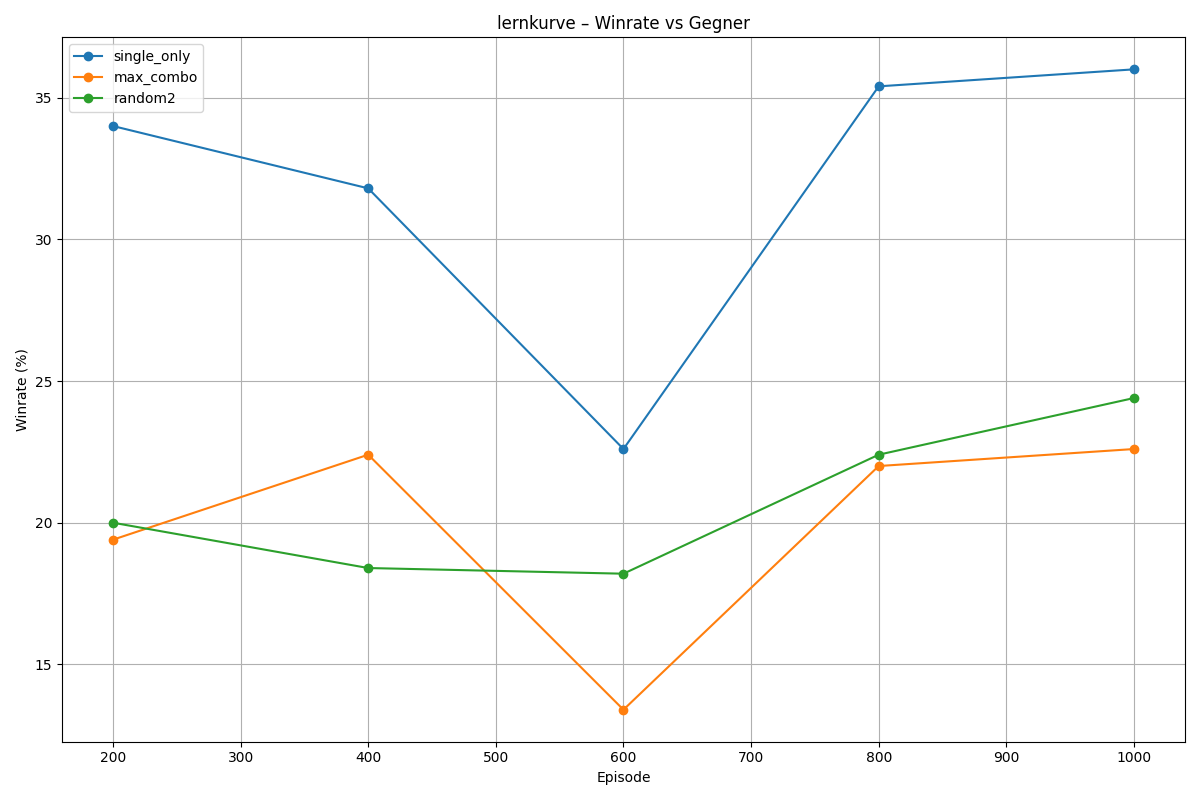 lernkurve – Winrate vs Gegner
single_only
max_combo
random2
Winrate (%)
35
30
25
20
15
200 300 400 500 600 700 800 900 1000
Episode